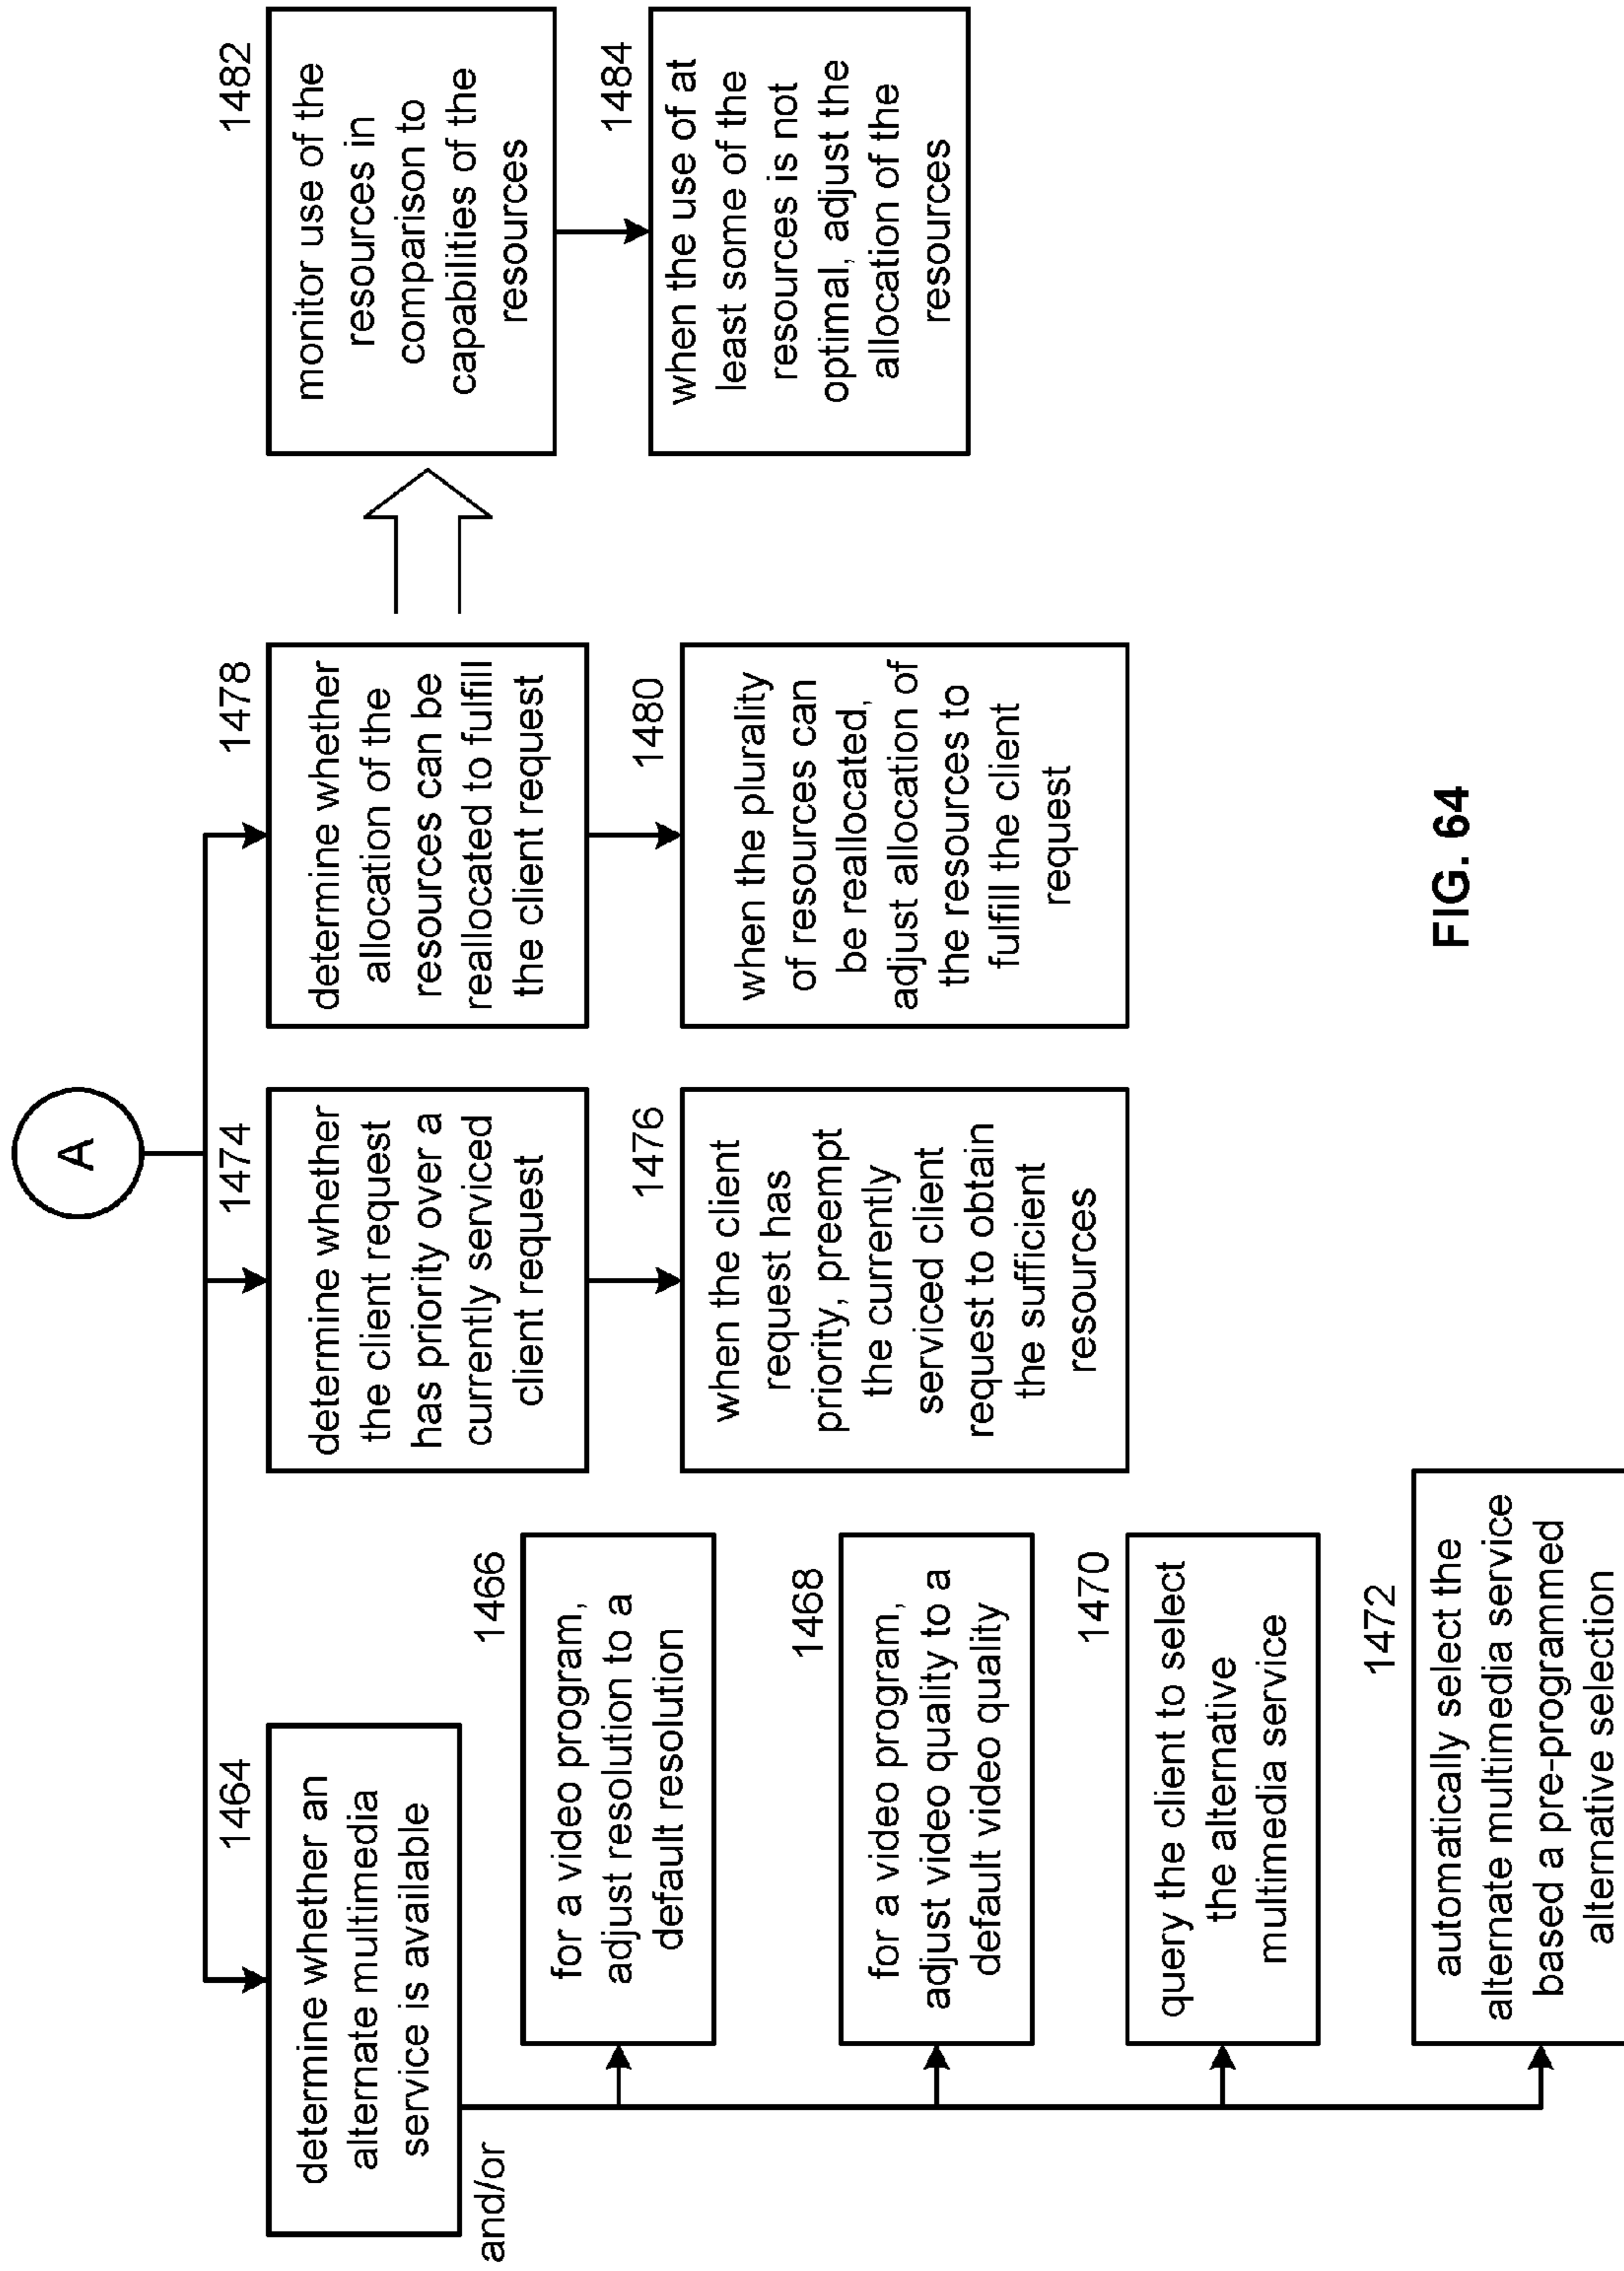 A
1464
determine whether an
alternate multimedia
service is available
and/or
1466
for a video program,
adjust resolution to a
default resolution
1468
for a video program,
adjust video quality to a
default video quality
1470
query the client to select
the alternative
multimedia service
1472
automatically select the
alternate multimedia service
based a pre-programmed
alternative selection
1474
determine whether
the client request
has priority over a
currently serviced
client request
1476
when the client
request has
priority, preempt
the currently
serviced client
request to obtain
the sufficient
resources
1478
determine whether
allocation of the
resources can be
reallocated to fulfill
the client request
1480
when the plurality
of resources can
be reallocated,
adjust allocation of
the resources to
fulfill the client
request
1482
monitor use of the
resources in
comparison to
capabilities of the
resources
1484
when the use of at
least some of the
resources is not
optimal, adjust the
allocation of the
resources
FIG. 64